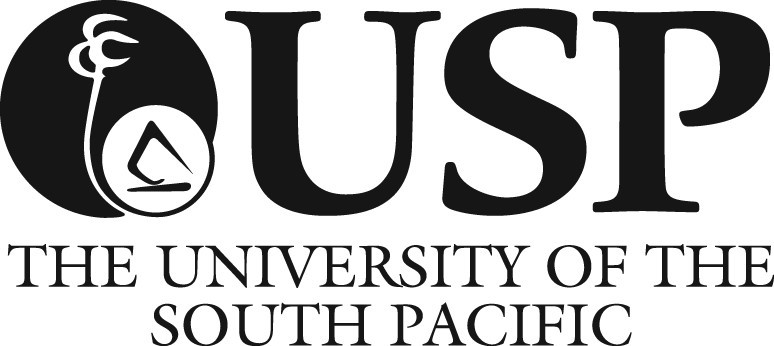 USP
THE UNIVERSITY OF THE
SOUTH PACIFIC